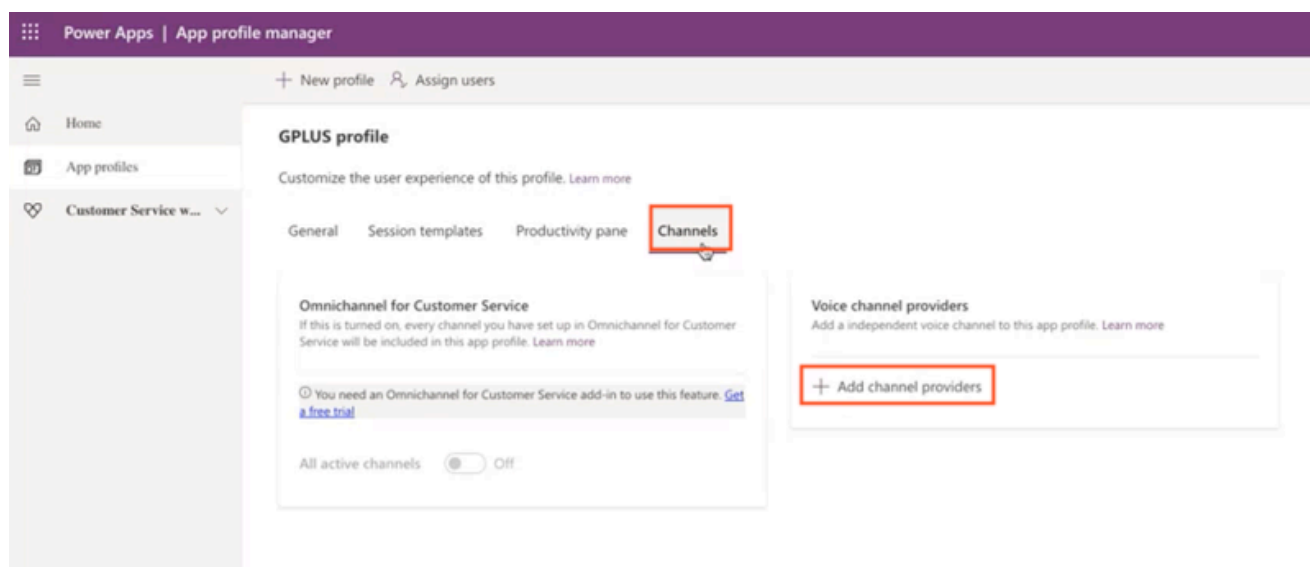 Power Apps | App profile manager
+ New profile Assign users
Home
App profiles
Customer Service w...
GPLUS profile
Customize the user experience of this profile. Learn more
General Session templates Productivity pane Channels
Omnichannel for Customer Service
If this is turned on, every channel you have set up in Omnichannel for Customer
Service will be included in this app profile. Learn more
You need an Omnichannel for Customer Service add-in to use this feature. Get
a free trial
All active channels Off
Voice channel providers
Add a independent voice channel to this app profile. Learn more
+ Add channel providers